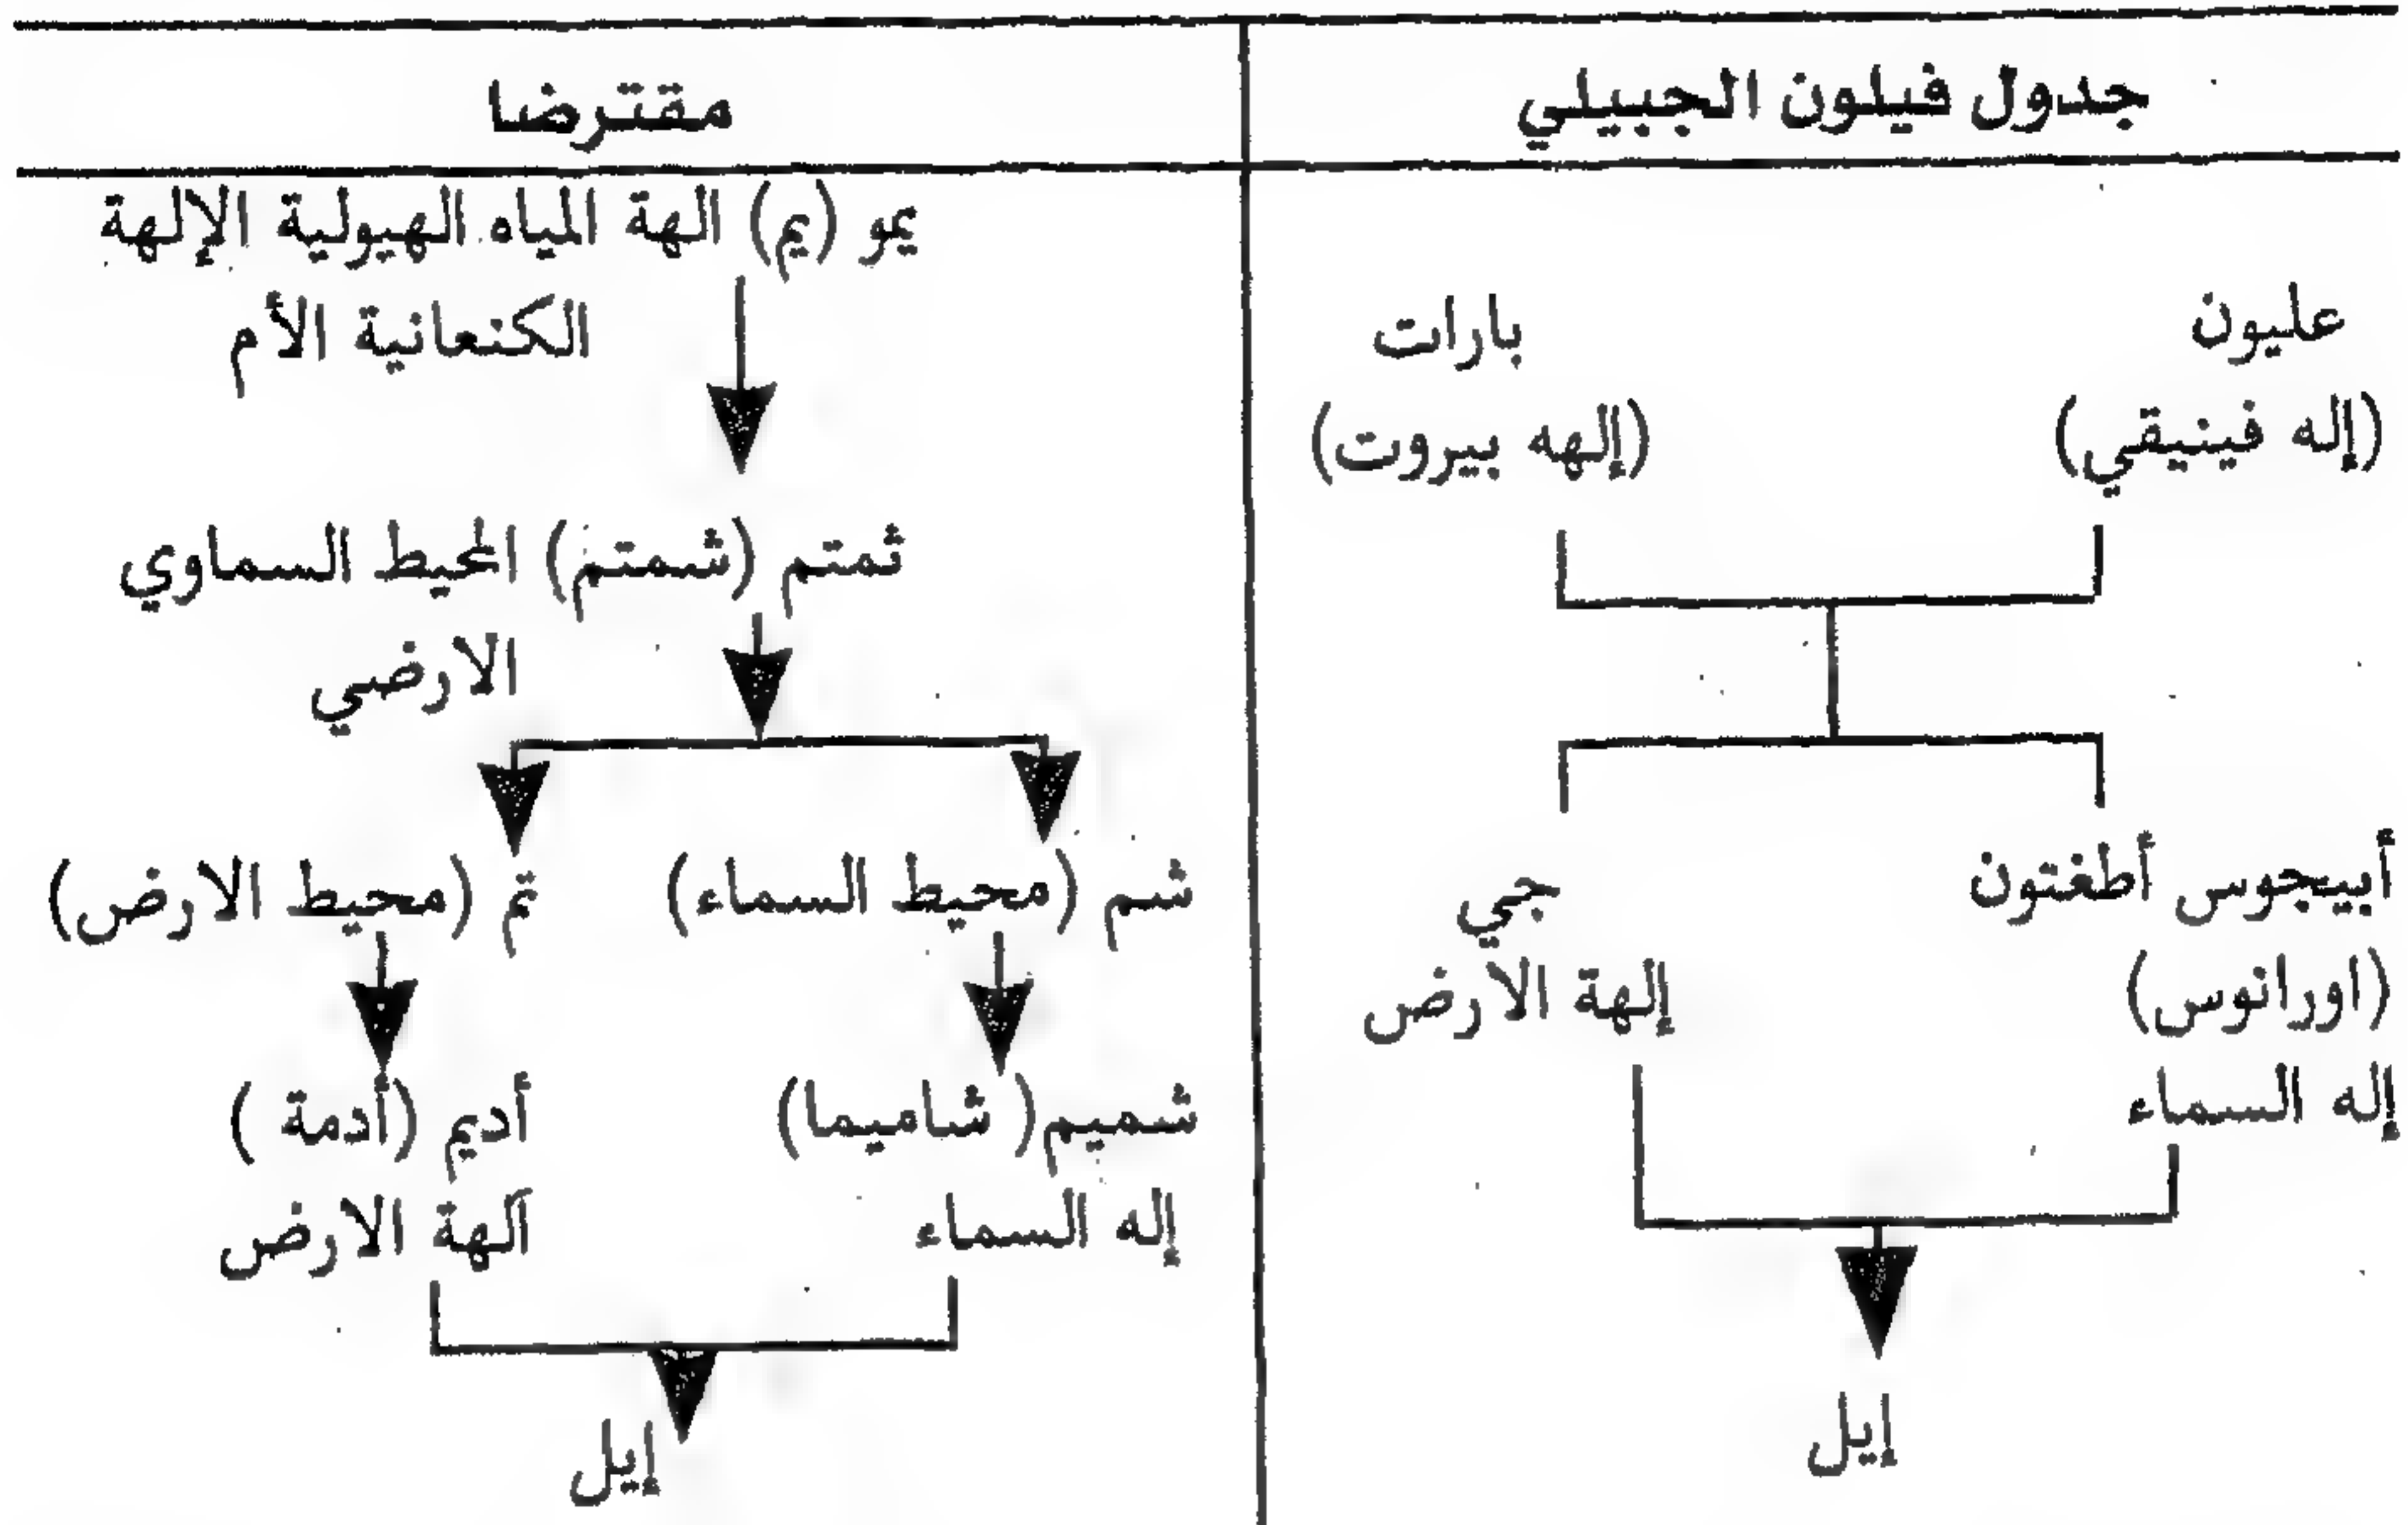 جدول فيلون الجبيلي
عليون
(إله فينيقي)
بارات
(إلهه بيروت)
أبيجوس أطغتون
(اورانوس)
إله السماء
جي
إلهة الارض
إيل
مقترضا
يمو (يم) الهة المياه الهيولية الإلهة
الكنعانية الأم
ثمتم (شمتم) المحيط السماوي
الارضي
شم (محيط السماء)
تم (محيط الارض)
شميم (شاميما)
إله السماء
أديم (أدمة)
آلهة الارض
إيل